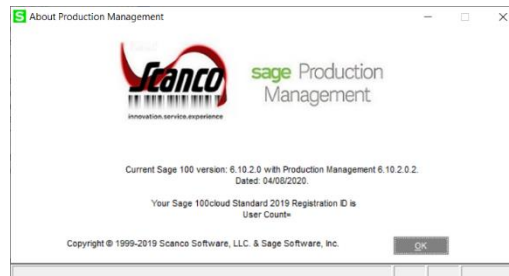 About Production Management
Scanco
innovation.service.experience
sage Production
Management
Current Sage 100 version: 6.10.2.0 with Production Management 6.10.2.0.2.
Dated: 04/08/2020.
Your Sage 100cloud Standard 2019 Registration ID is
User Count=
Copyright © 1999-2019 Scanco Software, LLC. & Sage Software, Inc.
OK